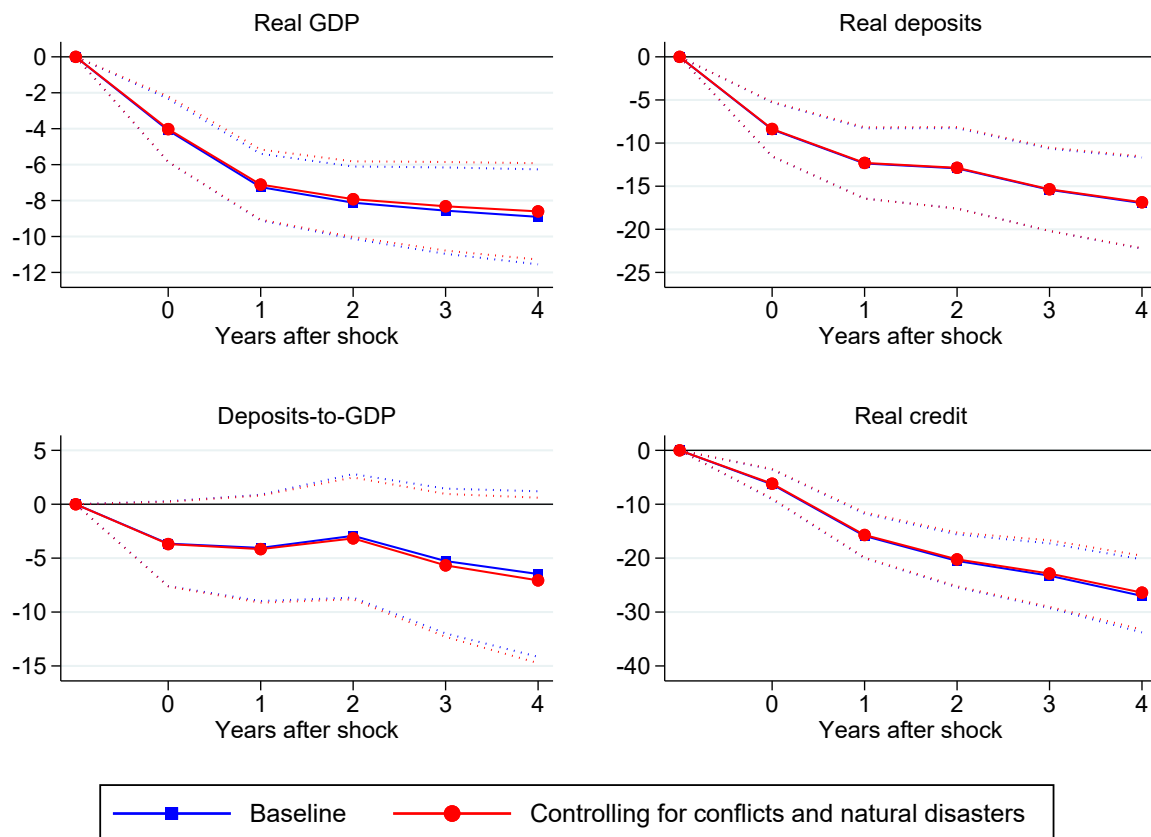 Real GDP
0
-2
-4
-6
-8
-10
-12
0 1 2 3 4
Years after shock
Real deposits
0
-5
-10
-15
-20
-25
0 1 2 3 4
Years after shock
Deposits-to-GDP
5
0
-5
-10
-15
0 1 2 3 4
Years after shock
Real credit
0
-10
-20
-30
-40
0 1 2 3 4
Years after shock
Baseline Controlling for conflicts and natural disasters